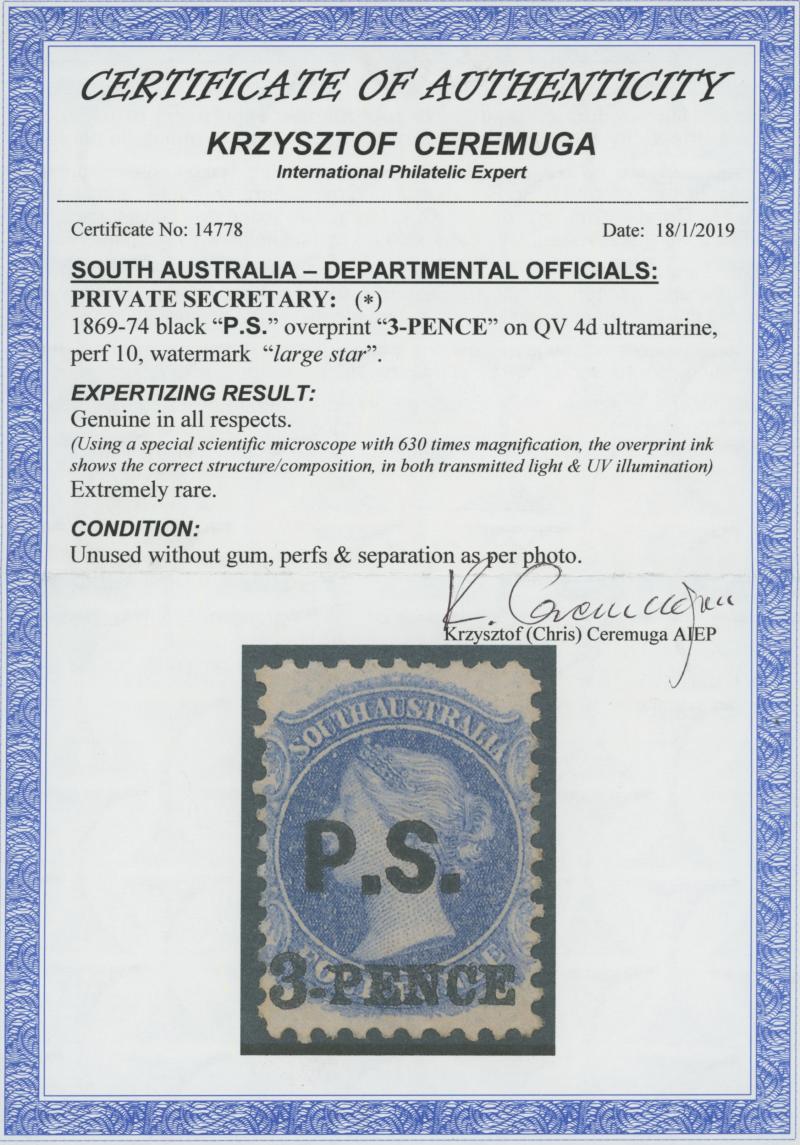 CERTIFICATE OF AUTHENTICITY
KRZYSZTOF CEREMUGA
International Philatelic Expert
Certificate No: 14778 Date: 18/1/2019
SOUTH AUSTRALIA – DEPARTMENTAL OFFICIALS:
PRIVATE SECRETARY: (*)
1869-74 black “P.S.” overprint “3-PENCE” on QV 4d ultramarine,
perf 10, watermark “large star”.
EXPERTIZING RESULT:
Genuine in all respects.
(Using a special scientific microscope with 630 times magnification, the overprint ink
shows the correct structure/composition, in both transmitted light & UV illumination)
Extremely rare.
CONDITION:
Unused without gum, perfs & separation as per photo.
K. Ceremuga
Krzysztof (Chris) Ceremuga AIEP
SOUTH AUSTRALIA
P.S.
3-PENCE